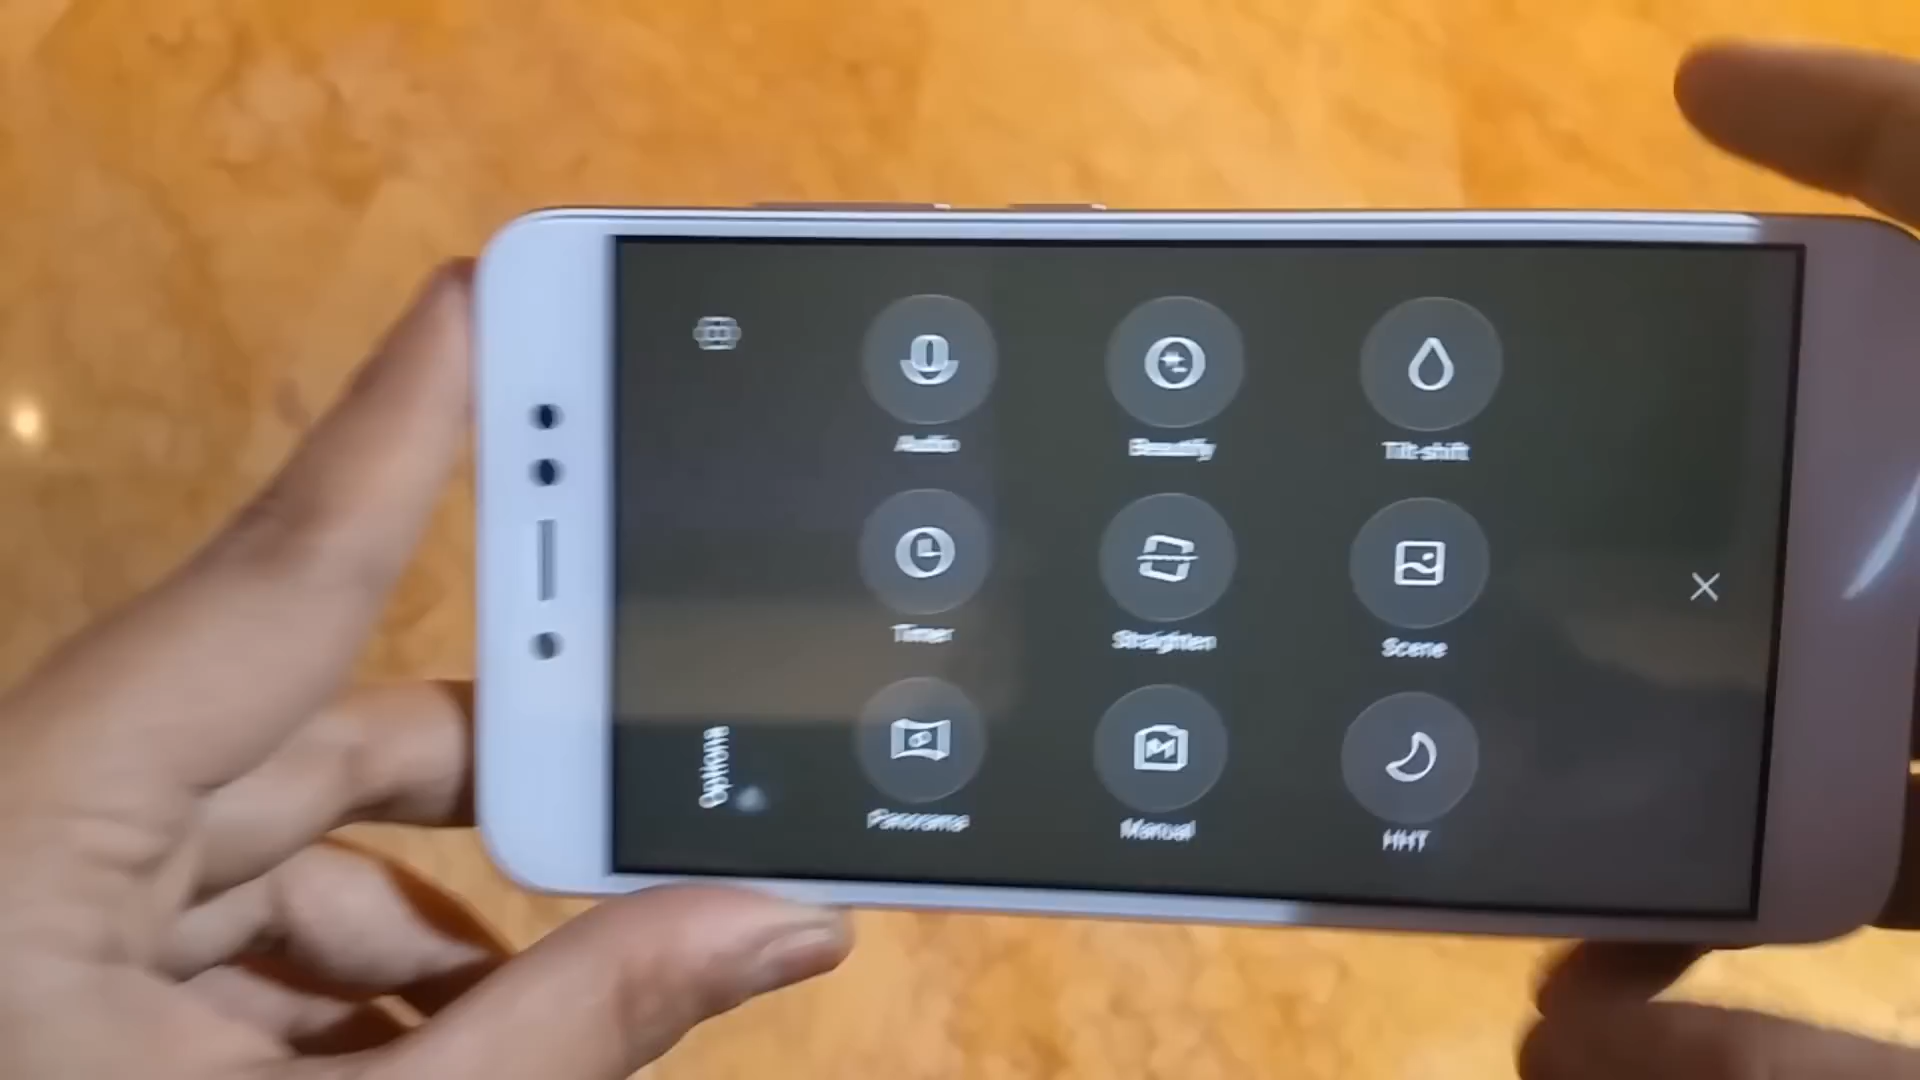 Audio
Beautify
Tilt-shift
Timer
Straighten
Scene
Options
Panorama
Manual
HHT